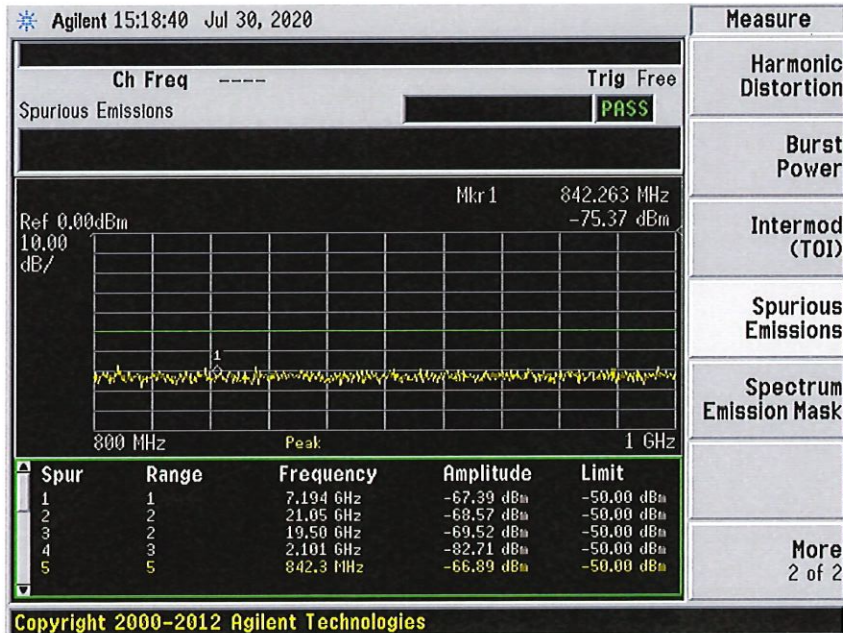 Agilent 15:18:40 Jul 30, 2020
Measure
Ch Freq ----
Trig Free
Spurious Emissions
PASS
Mkr1 842.263 MHz
-75.37 dBm
Ref 0.00dBm
10.00
dB/
1
800 MHz
Peak
1 GHz
Spur Range Frequency Amplitude Limit
1 1 7.194 GHz -67.39 dBm -50.00 dBm
2 2 21.05 GHz -68.57 dBm -50.00 dBm
3 2 19.50 GHz -69.52 dBm -50.00 dBm
4 3 2.101 GHz -82.71 dBm -50.00 dBm
5 5 842.3 MHz -66.89 dBm -50.00 dBm
Copyright 2000-2012 Agilent Technologies
Harmonic
Distortion
Burst
Power
Intermod
(TOI)
Spurious
Emissions
Spectrum
Emission Mask
More
2 of 2